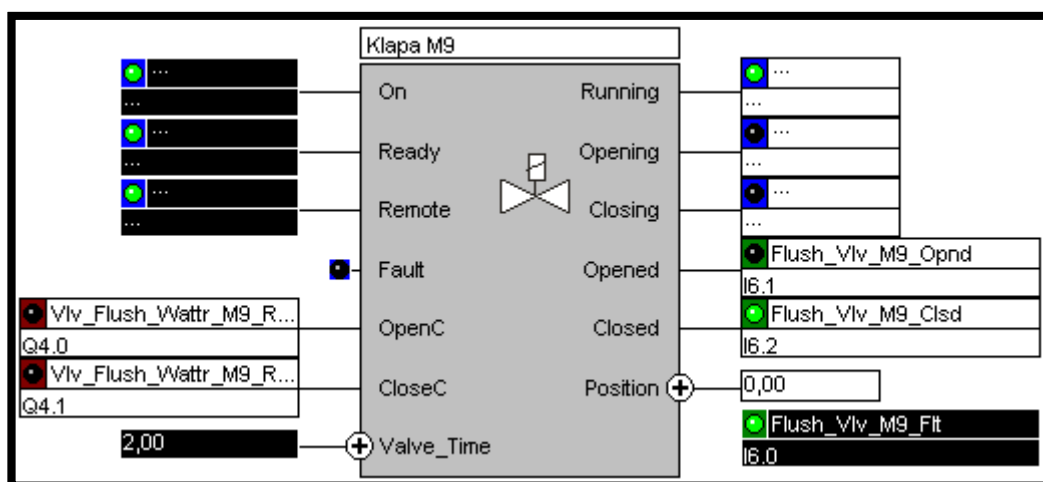 Klapa M9
...
...
On
Running
...
...
...
...
Ready
Opening
...
...
...
...
Remote
Closing
...
...
Fault
Opened
Flush_Vlv_M9_Opnd
I6.1
Vlv_Flush_Wattr_M9_R...
Q4.0
OpenC
Closed
Flush_Vlv_M9_Clsd
I6.2
Vlv_Flush_Wattr_M9_R...
Q4.1
CloseC
Position
0,00
2,00
Valve_Time
Flush_Vlv_M9_Flt
I6.0